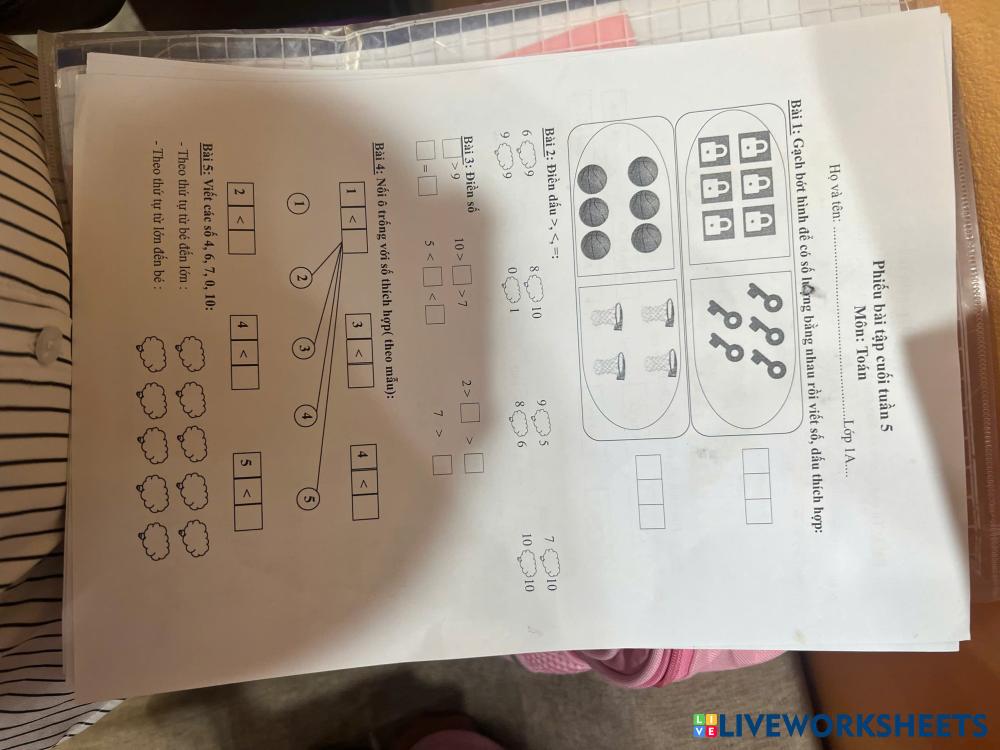 Phiếu bài tập cuối tuần 5
Môn: Toán
Họ và tên: ..........................................Lớp 1A....
Bài 1: Gạch bớt hình để có số lượng bằng nhau rồi viết số, dấu thích hợp:
Bài 2: Điền dấu >, <, =:
6 9 8 10 9 5 7 10
9 9 0 1 8 6 10 10
Bài 3: Điền số
□ > 9 10 > □ > 7 2 > □ > □
□ = □ 5 < □ < □ 7 > □
Bài 4: Nối ô trống với số thích hợp( theo mẫu):
1 < □ 3 < □ 4 < □
1 2 3 4 5
2 < □ 4 < □ 5 < □
Bài 5: Viết các số 4, 6, 7, 0, 10:
- Theo thứ tự từ bé đến lớn :
- Theo thứ tự từ lớn đến bé :
LIVEWORKSHEETS